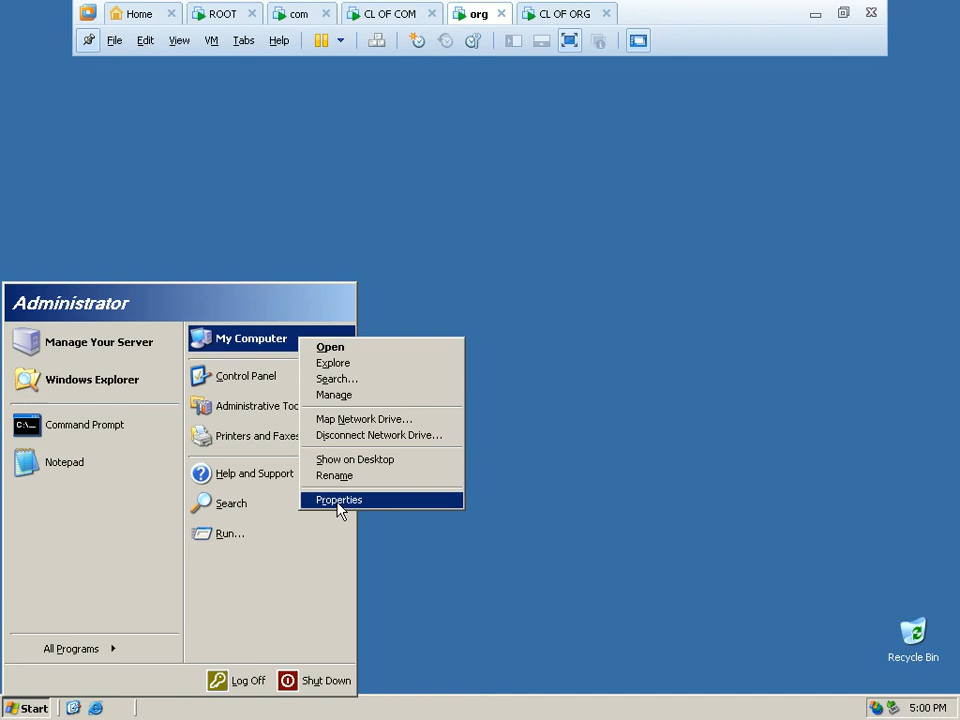 Home ROOT com CL OF COM org CL OF ORG
File Edit View VM Tabs Help
Administrator
Manage Your Server
Windows Explorer
C:\...
Command Prompt
Notepad
All Programs
My Computer
Control Panel
Administrative Too
Printers and Faxes
Help and Support
Search
Run...
Open
Explore
Search...
Manage
Map Network Drive...
Disconnect Network Drive...
Show on Desktop
Rename
Properties
Log Off Shut Down
Recycle Bin
Start 5:00 PM